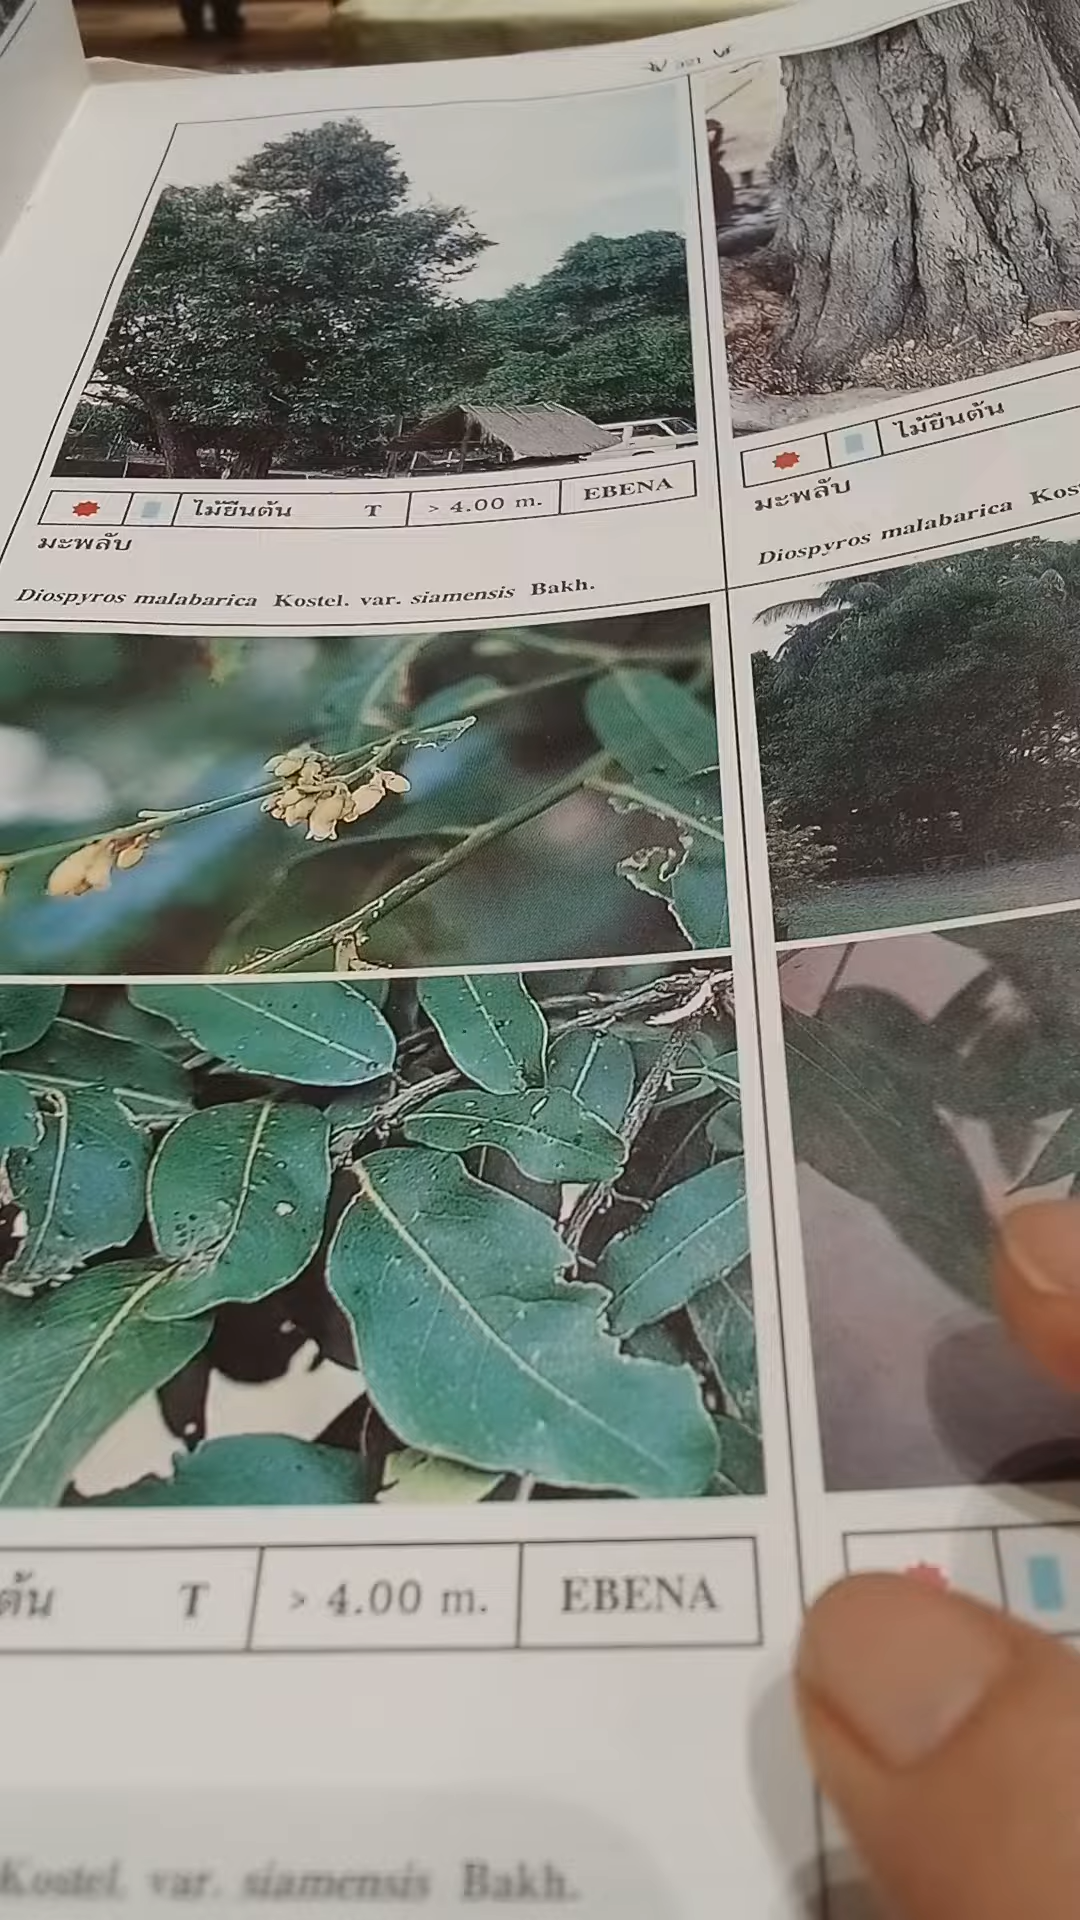 ไม้ยืนต้น T > 4.00 m. EBENA
มะพลับ
Diospyros malabarica Kostel. var. siamensis Bakh.
ไม้ยืนต้น
มะพลับ
Diospyros malabarica
ต้น T > 4.00 m. EBENA
Kostel. var. siamensis Bakh.